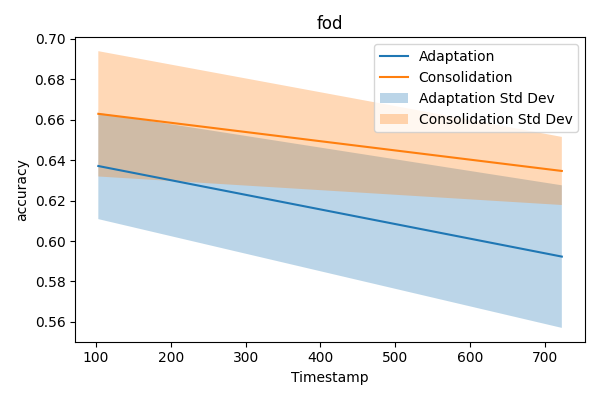 fod
0.70
0.68
0.66
0.64
0.62
0.60
0.58
0.56
accuracy
Adaptation
Consolidation
Adaptation Std Dev
Consolidation Std Dev
100 200 300 400 500 600 700
Timestamp